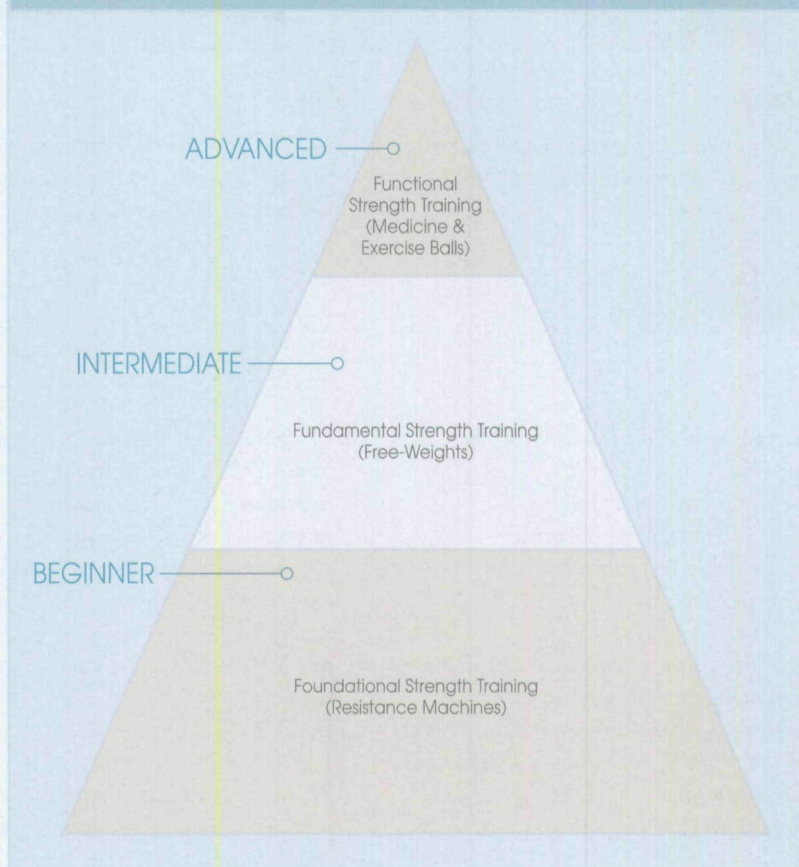 ADVANCED
Functional
Strength Training
(Medicine &
Exercise Balls)
INTERMEDIATE
Fundamental Strength Training
(Free-Weights)
BEGINNER
Foundational Strength Training
(Resistance Machines)